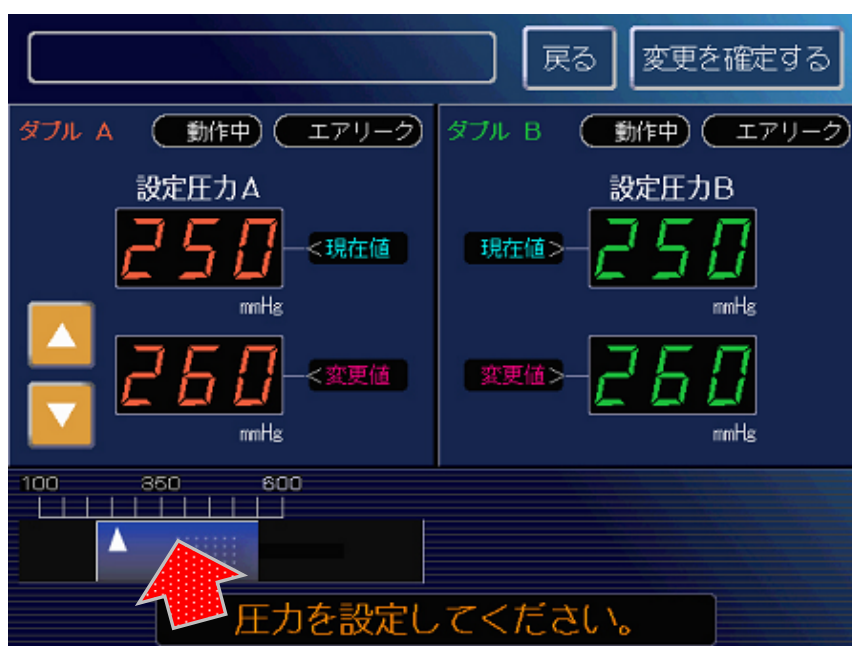 戻る 変更を確定する
ダブル A 動作中 エアリーク ダブル B 動作中 エアリーク
設定圧力A 設定圧力B
250 <現在値 現在値> 250
mmHg mmHg
260 <変更値 変更値> 260
mmHg mmHg
100 350 600
圧力を設定してください。